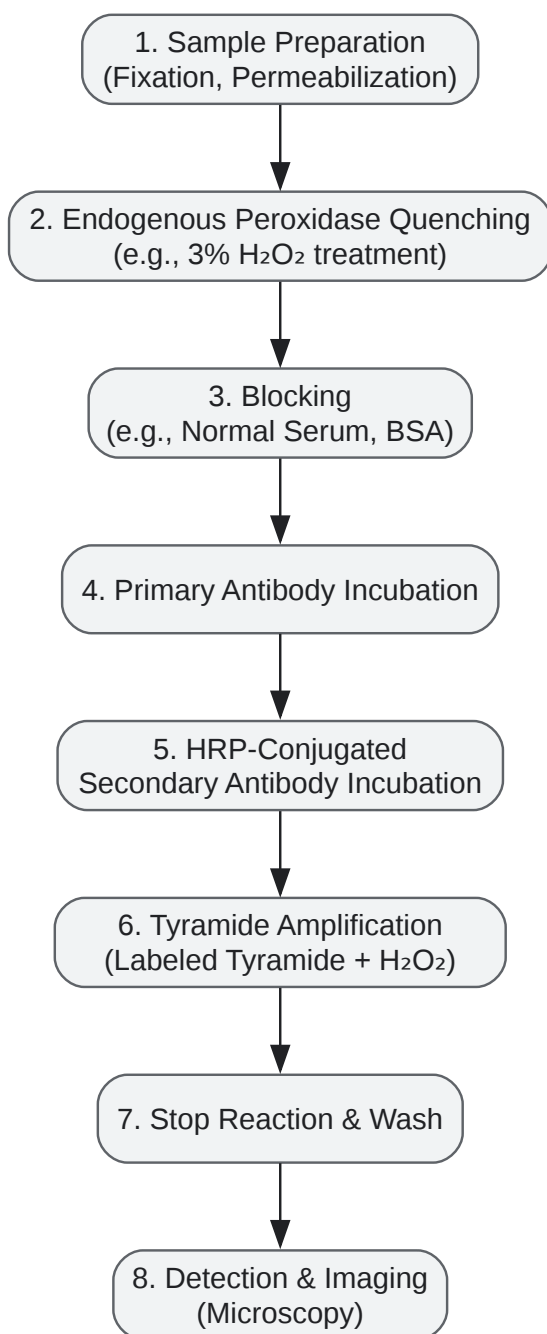 1. Sample Preparation
(Fixation, Permeabilization)
2. Endogenous Peroxidase Quenching
(e.g., 3% H₂O₂ treatment)
3. Blocking
(e.g., Normal Serum, BSA)
4. Primary Antibody Incubation
5. HRP-Conjugated
Secondary Antibody Incubation
6. Tyramide Amplification
(Labeled Tyramide + H₂O₂)
7. Stop Reaction & Wash
8. Detection & Imaging
(Microscopy)